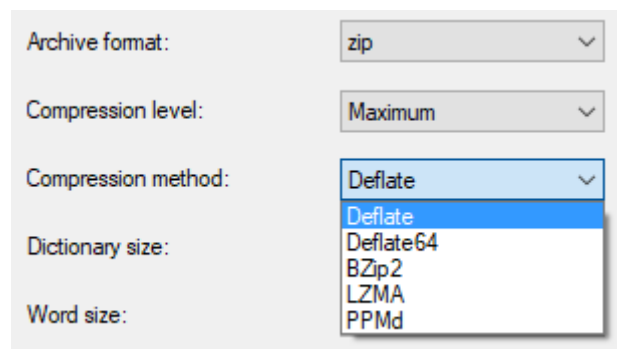 Archive format: zip
Compression level: Maximum
Compression method: Deflate
Deflate
Dictionary size: Deflate64
BZip2
LZMA
Word size: PPMd